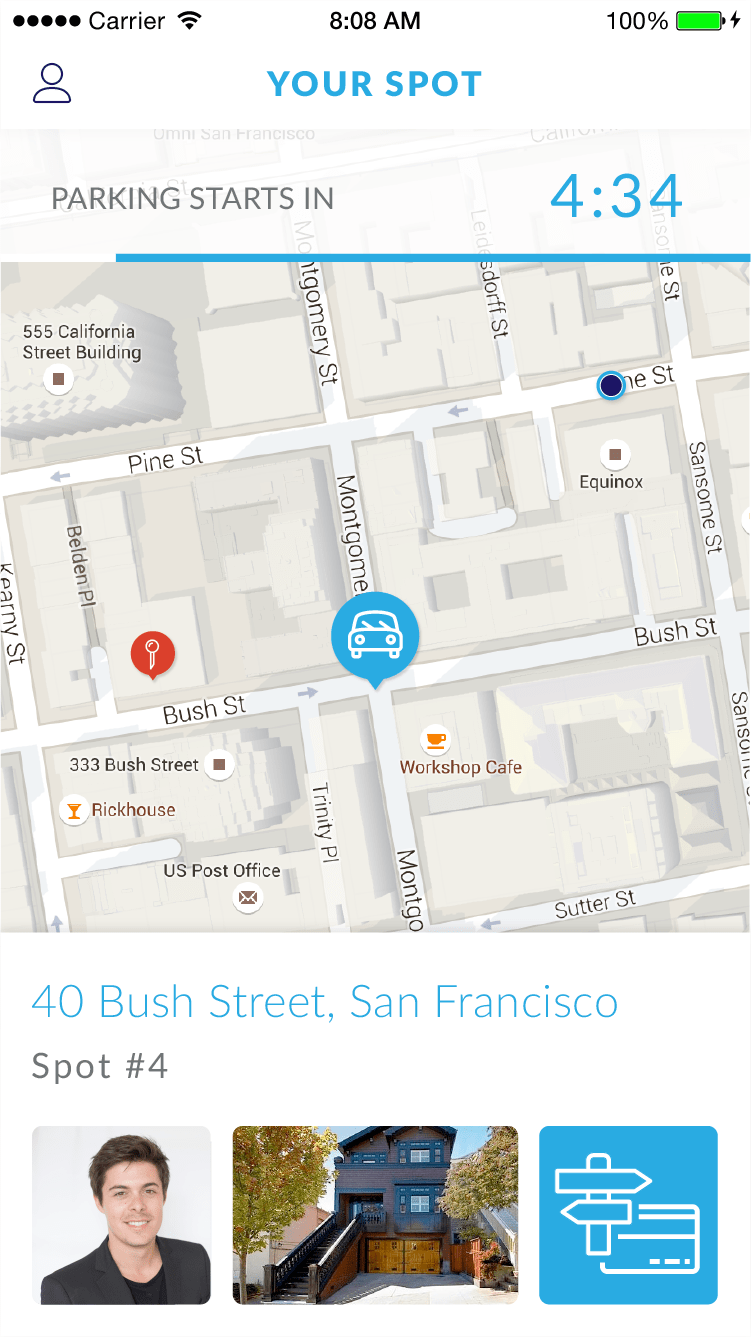 Carrier
8:08 AM
100%
YOUR SPOT
Omni San Francisco
PARKING STARTS IN
4:34
Montgomery St
Leidesdorff St
Sansome St
555 California
Street Building
Pine St
ne St
Equinox
Sansome St
Belden Pl
Montgome
Kearny St
Bush St
Bush St
333 Bush Street
Workshop Cafe
Rickhouse
Trinity Pl
US Post Office
Montgo
Sutter St
40 Bush Street, San Francisco
Spot #4